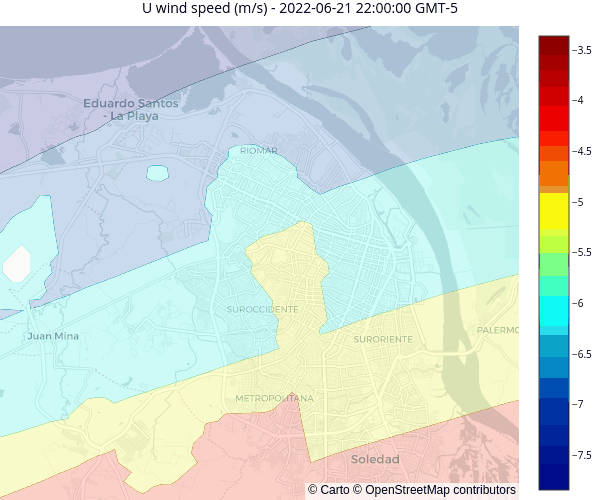 U wind speed (m/s) - 2022-06-21 22:00:00 GMT-5
Eduardo Santos
- La Playa
RIOMAR
SUROCCIDENTE
Juan Mina
SURORIENTE
PALERMO
METROPOLITANA
Soledad
© Carto © OpenStreetMap contributors
−3.5
−4
−4.5
−5
−5.5
−6
−6.5
−7
−7.5